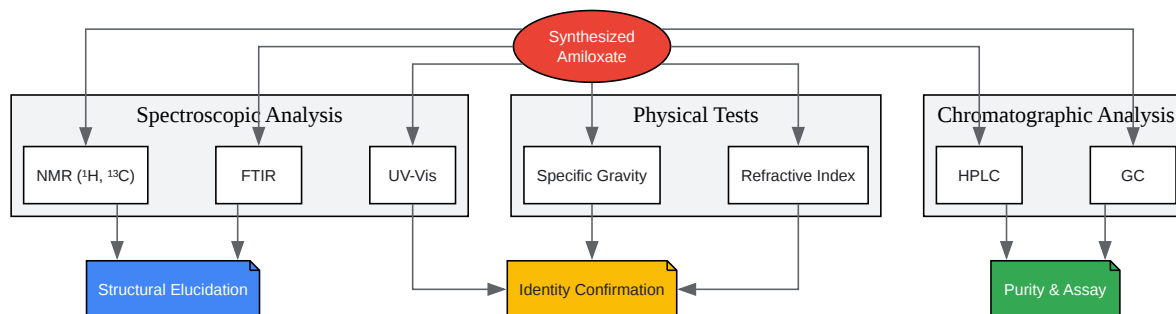 Synthesized
Amiloxate
Spectroscopic Analysis
Physical Tests
Chromatographic Analysis
NMR (¹H, ¹³C)
FTIR
UV-Vis
Specific Gravity
Refractive Index
HPLC
GC
Structural Elucidation
Identity Confirmation
Purity & Assay